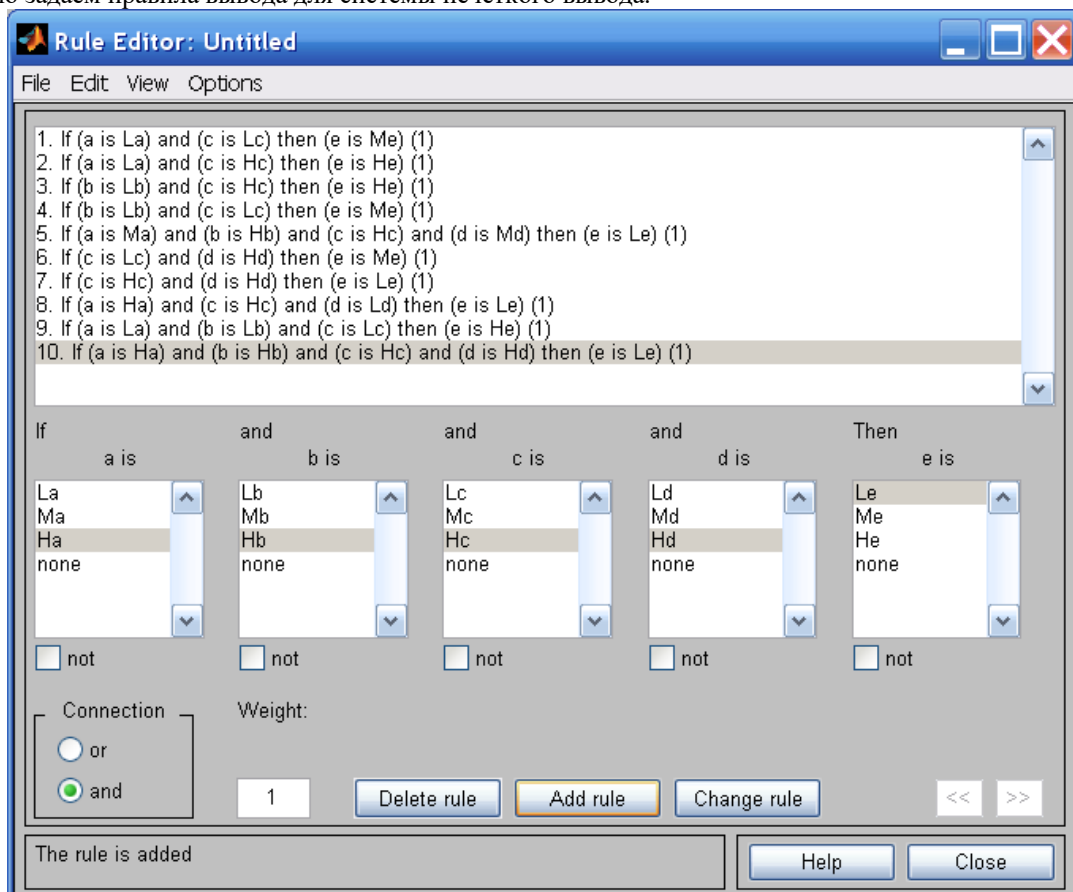 задаем правила вывода для системы нечеткого вывода.
Rule Editor: Untitled
File Edit View Options
1. If (a is La) and (c is Lc) then (e is Me) (1)
2. If (a is La) and (c is Hc) then (e is He) (1)
3. If (b is Lb) and (c is Hc) then (e is He) (1)
4. If (b is Lb) and (c is Lc) then (e is Me) (1)
5. If (a is Ma) and (b is Hb) and (c is Hc) and (d is Md) then (e is Le) (1)
6. If (c is Lc) and (d is Hd) then (e is Me) (1)
7. If (c is Hc) and (d is Hd) then (e is Le) (1)
8. If (a is Ha) and (c is Hc) and (d is Ld) then (e is Le) (1)
9. If (a is La) and (b is Lb) and (c is Lc) then (e is He) (1)
10. If (a is Ha) and (b is Hb) and (c is Hc) and (d is Hd) then (e is Le) (1)
If and and and Then
a is b is c is d is e is
La Lb Lc Ld Le
Ma Mb Mc Md Me
Ha Hb Hc Hd He
none none none none none
not not not not not
Connection Weight:
or
and 1 Delete rule Add rule Change rule << >>
The rule is added Help Close